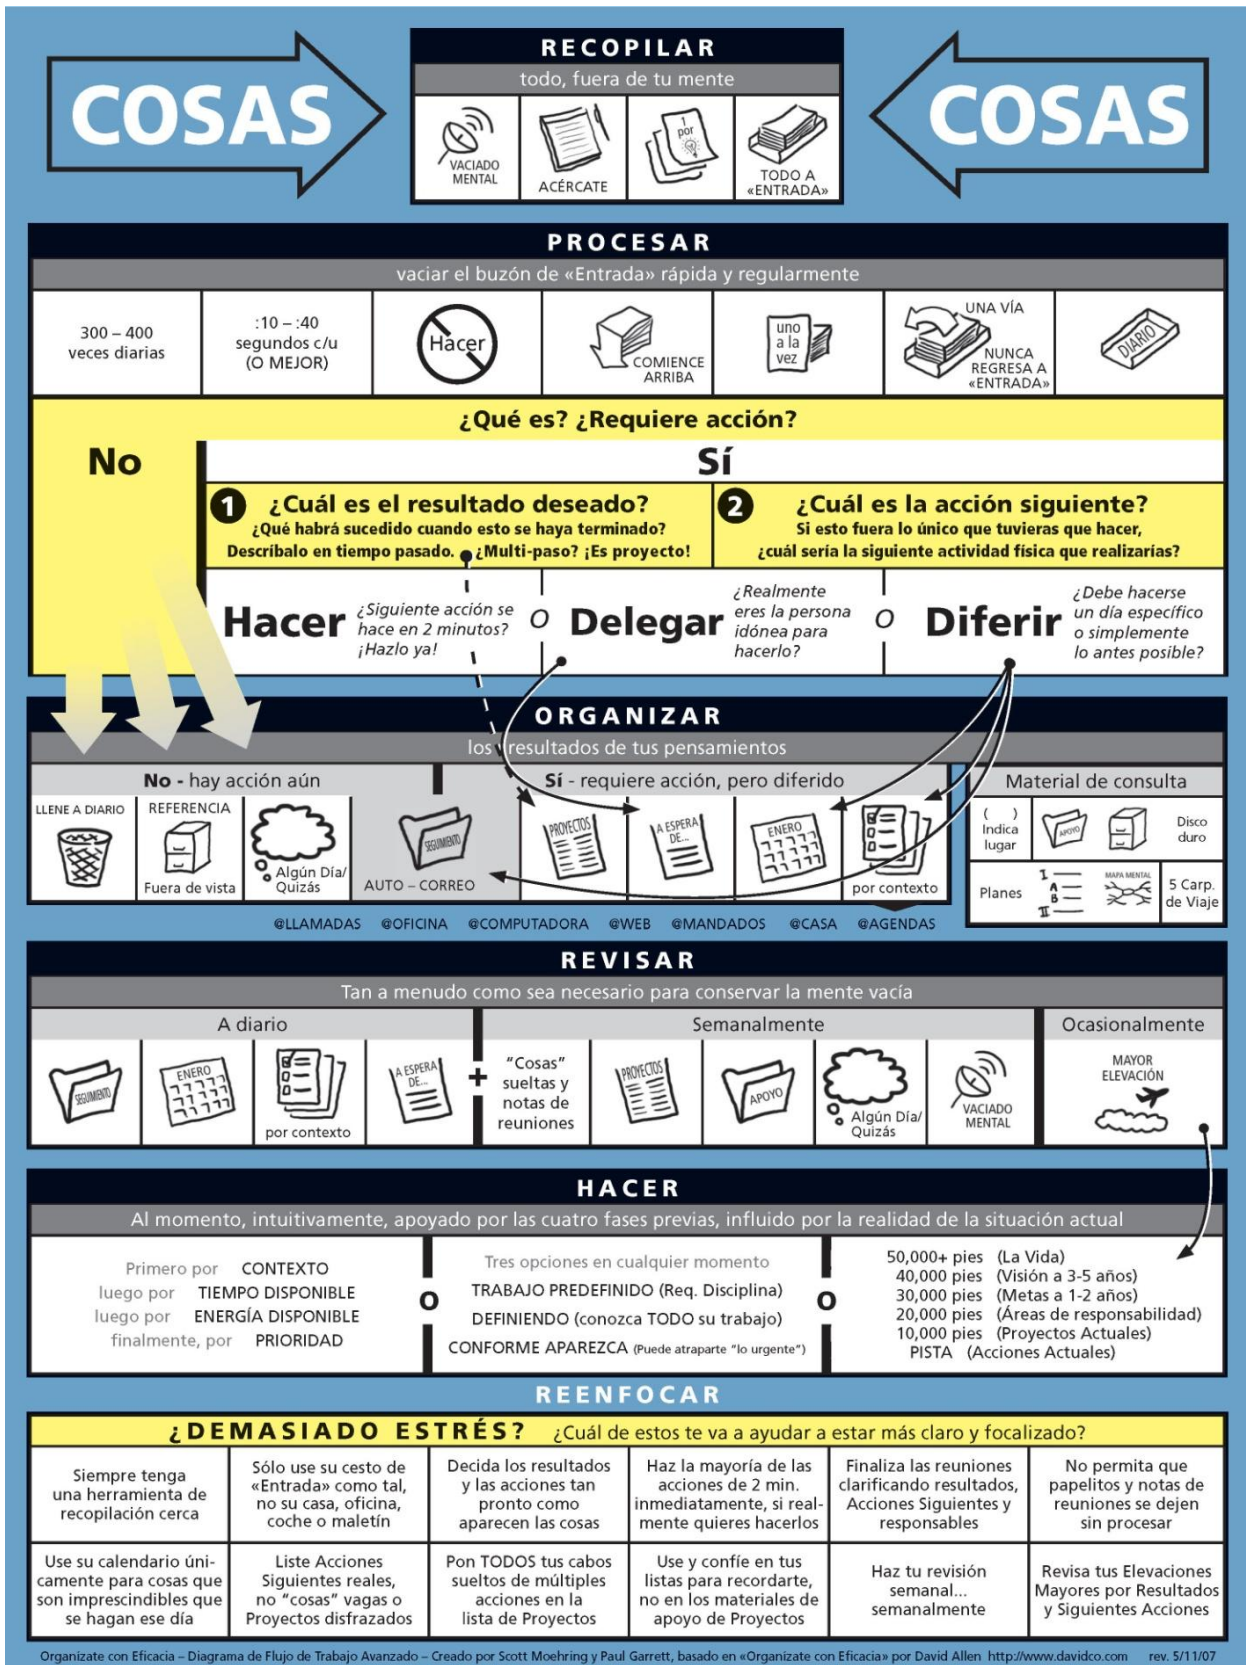 COSAS
RECOPILAR
todo, fuera de tu mente
VACIADO
MENTAL
ACÉRCATE
1
por
TODO A
«ENTRADA»
COSAS
PROCESAR
vaciar el buzón de «Entrada» rápida y regularmente
300 – 400
veces diarias
:10 – :40
segundos c/u
(O MEJOR)
Hacer
COMIENCE
ARRIBA
uno
a la
vez
UNA VÍA
NUNCA
REGRESA A
«ENTRADA»
DIARIO
¿Qué es? ¿Requiere acción?
No
Sí
1 ¿Cuál es el resultado deseado?
¿Qué habrá sucedido cuando esto se haya terminado?
Descríbalo en tiempo pasado. ¿Multi-paso? ¡Es proyecto!
2 ¿Cuál es la acción siguiente?
Si esto fuera lo único que tuvieras que hacer,
¿cuál sería la siguiente actividad física que realizarías?
Hacer
¿Siguiente acción se
hace en 2 minutos?
¡Hazlo ya!
O
Delegar
¿Realmente
eres la persona
idónea para
hacerlo?
O
Diferir
¿Debe hacerse
un día específico
o simplemente
lo antes posible?
ORGANIZAR
los resultados de tus pensamientos
No - hay acción aún
LLENE A DIARIO
REFERENCIA
Fuera de vista
Algún Día/
Quizás
SEGUIMIENTO
AUTO – CORREO
Sí - requiere acción, pero diferido
PROYECTOS
A ESPERA
DE...
ENERO
por contexto
Material de consulta
( )
Indica
lugar
APOYO
Disco
duro
Planes
I
A
B
II
MAPA MENTAL
5 Carp.
de Viaje
@LLAMADAS @OFICINA @COMPUTADORA @WEB @MANDADOS @CASA @AGENDAS
REVISAR
Tan a menudo como sea necesario para conservar la mente vacía
A diario
SEGUIMIENTO
ENERO
por contexto
A ESPERA
DE...
+
Semanalmente
"Cosas"
sueltas y
notas de
reuniones
PROYECTOS
APOYO
Algún Día/
Quizás
VACIADO
MENTAL
Ocasionalmente
MAYOR
ELEVACIÓN
HACER
Al momento, intuitivamente, apoyado por las cuatro fases previas, influido por la realidad de la situación actual
Primero por CONTEXTO
luego por TIEMPO DISPONIBLE
luego por ENERGÍA DISPONIBLE
finalmente, por PRIORIDAD
O
Tres opciones en cualquier momento
TRABAJO PREDEFINIDO (Req. Disciplina)
DEFINIENDO (conozca TODO su trabajo)
CONFORME APAREZCA (Puede atraparte "lo urgente")
O
50,000+ pies (La Vida)
40,000 pies (Visión a 3-5 años)
30,000 pies (Metas a 1-2 años)
20,000 pies (Áreas de responsabilidad)
10,000 pies (Proyectos Actuales)
PISTA (Acciones Actuales)
REENFOCAR
¿DEMASIADO ESTRÉS? ¿Cuál de estos te va a ayudar a estar más claro y focalizado?
Siempre tenga
una herramienta de
recopilación cerca
Sólo use su cesto de
«Entrada» como tal,
no su casa, oficina,
coche o maletín
Decida los resultados
y las acciones tan
pronto como
aparecen las cosas
Haz la mayoría de las
acciones de 2 min.
inmediatamente, si real-
mente quieres hacerlos
Finaliza las reuniones
clarificando resultados,
Acciones Siguientes y
responsables
No permita que
papelitos y notas de
reuniones se dejen
sin procesar
Use su calendario úni-
camente para cosas que
son imprescindibles que
se hagan ese día
Liste Acciones
Siguientes reales,
no "cosas" vagas o
Proyectos disfrazados
Pon TODOS tus cabos
sueltos de múltiples
acciones en la
lista de Proyectos
Use y confíe en tus
listas para recordarte,
no en los materiales de
apoyo de Proyectos
Haz tu revisión
semanal...
semanalmente
Revisa tus Elevaciones
Mayores por Resultados
y Siguientes Acciones
Organízate con Eficacia – Diagrama de Flujo de Trabajo Avanzado – Creado por Scott Moehring y Paul Garrett, basado en «Organízate con Eficacia» por David Allen http://www.davidco.com rev. 5/11/07